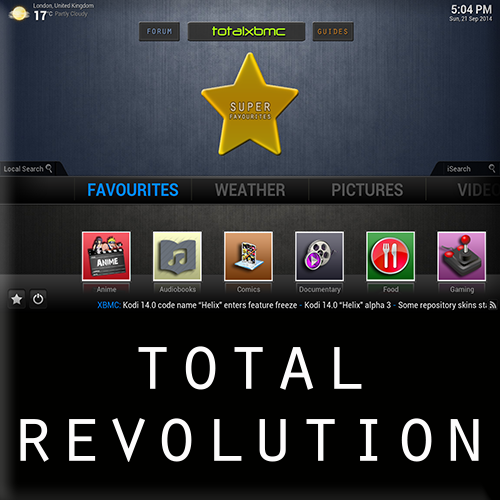 London, United Kingdom
17°C Partly Cloudy
5:04 PM
Sun, 21 Sep 2014
FORUM
totalxbmc
GUIDES
SUPER
FAVOURITES
Local Search
iSearch
FAVOURITES WEATHER PICTURES VIDE
ANIME
Anime Audiobooks Comics Documentary Food Gaming
XBMC: Kodi 14.0 code name “Helix” enters feature freeze - Kodi 14.0 “Helix” alpha 3 - Some repository skins sta
TOTAL
REVOLUTION